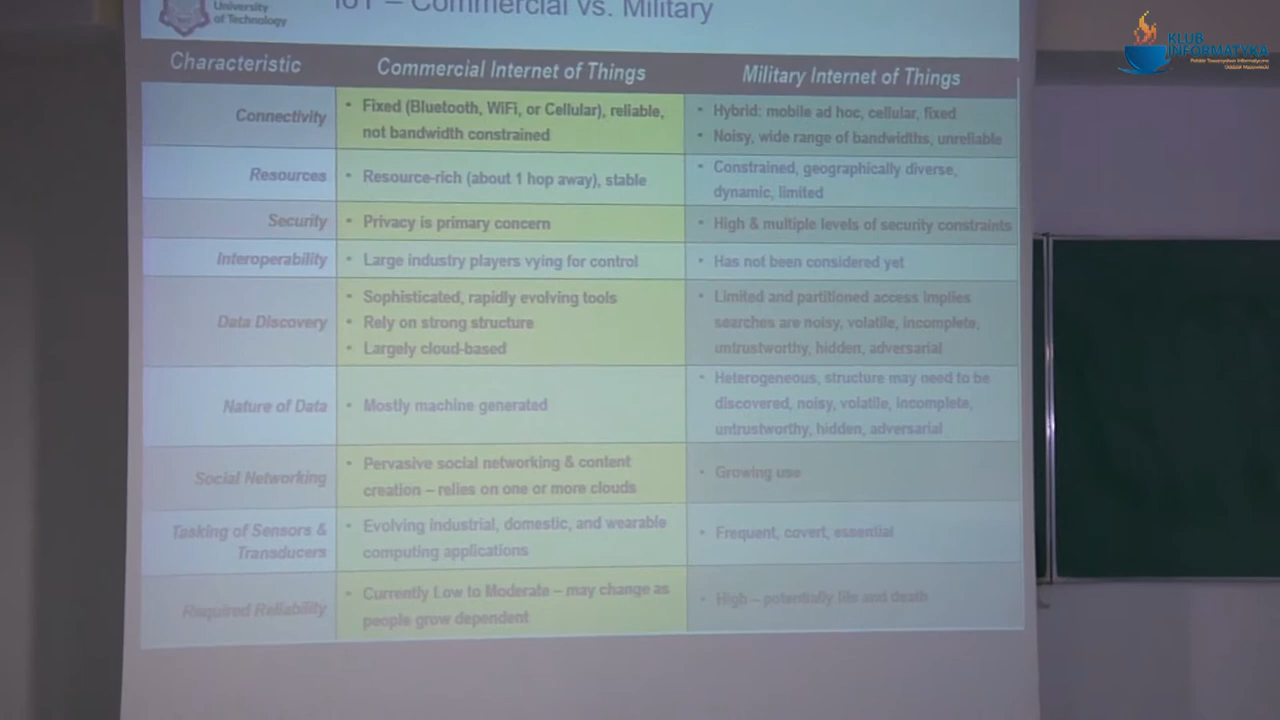 University
of Technology
IoT – Commercial vs. Military
KLUB
INFORMATYKA
Polskie Towarzystwo Informatyczne
Oddział Mazowiecki
Characteristic
Commercial Internet of Things
Military Internet of Things
Connectivity
• Fixed (Bluetooth, WiFi, or Cellular), reliable,
not bandwidth constrained
• Hybrid: mobile ad hoc, cellular, fixed
• Noisy, wide range of bandwidths, unreliable
Resources
• Resource-rich (about 1 hop away), stable
• Constrained, geographically diverse,
dynamic, limited
Security
• Privacy is primary concern
• High & multiple levels of security constraints
Interoperability
• Large industry players vying for control
• Has not been considered yet
Data Discovery
• Sophisticated, rapidly evolving tools
• Rely on strong structure
• Largely cloud-based
• Limited and partitioned access implies
searches are noisy, volatile, incomplete,
untrustworthy, hidden, adversarial
Nature of Data
• Mostly machine generated
• Heterogeneous, structure may need to be
discovered, noisy, volatile, incomplete,
untrustworthy, hidden, adversarial
Social Networking
• Pervasive social networking & content
creation – relies on one or more clouds
• Growing use
Tasking of Sensors &
Transducers
• Evolving industrial, domestic, and wearable
computing applications
• Frequent, covert, essential
Required Reliability
• Currently Low to Moderate – may change as
people grow dependent
• High – potentially life and death